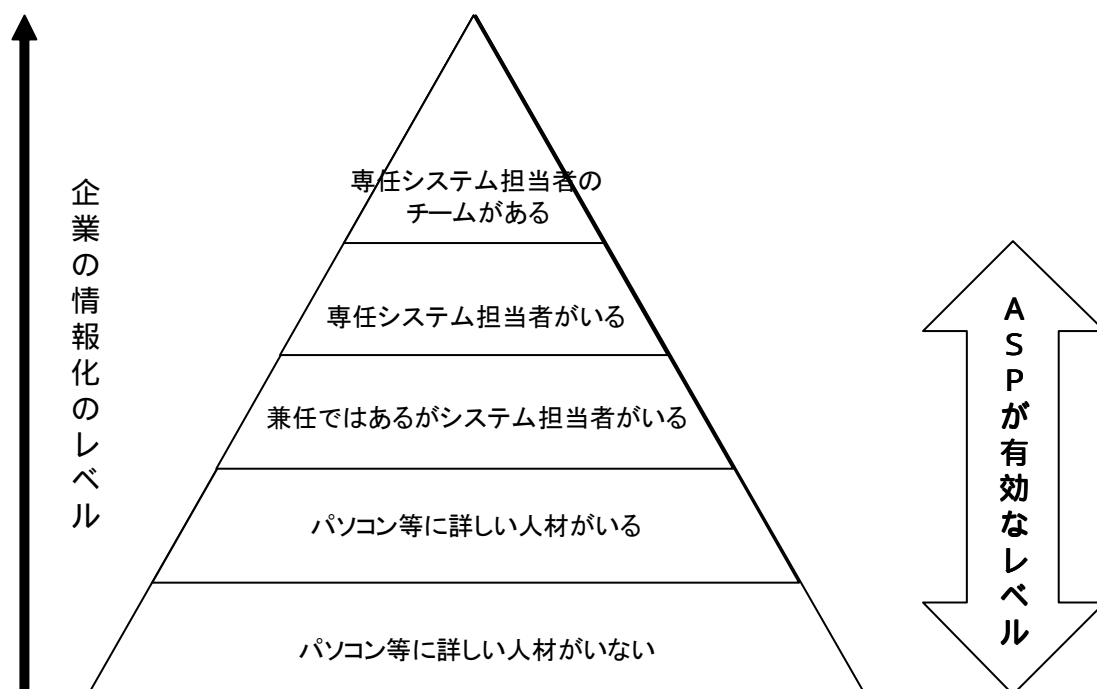 企業の情報化のレベル
専任システム担当者の
チームがある
専任システム担当者がいる
兼任ではあるがシステム担当者がいる
パソコン等に詳しい人材がいる
パソコン等に詳しい人材がいない
ASPが有効なレベル